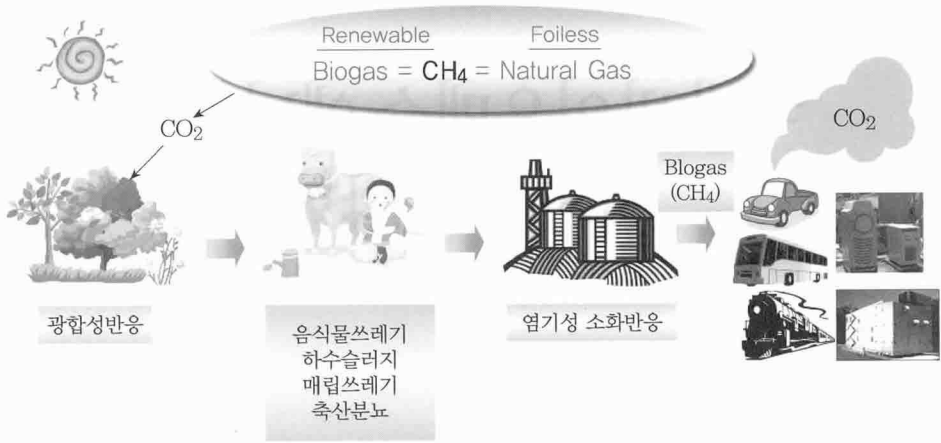 Renewable Foiless
Biogas = CH4 = Natural Gas
CO2
CO2
Blogas
(CH4)
광합성반응
음식물쓰레기
하수슬러지
매립쓰레기
축산분뇨
염기성 소화반응